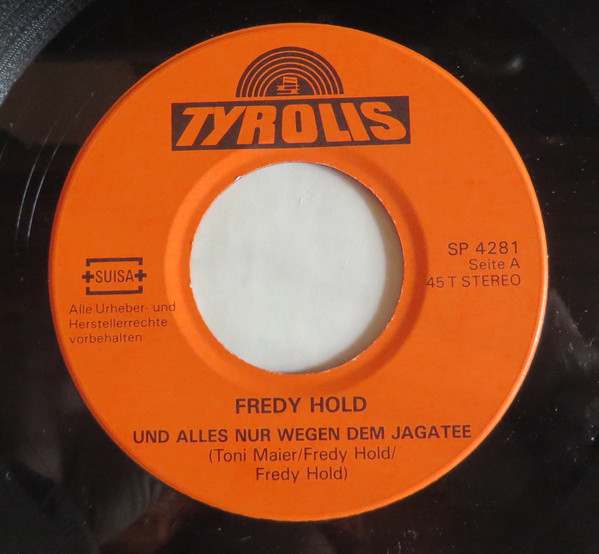 TYROLIS
SP 4281
Seite A
45 T STEREO
+SUISA+
Alle Urheber- und
Herstellerrechte
vorbehalten
FREDY HOLD
UND ALLES NUR WEGEN DEM JAGATEE
(Toni Maier/Fredy Hold/
Fredy Hold)